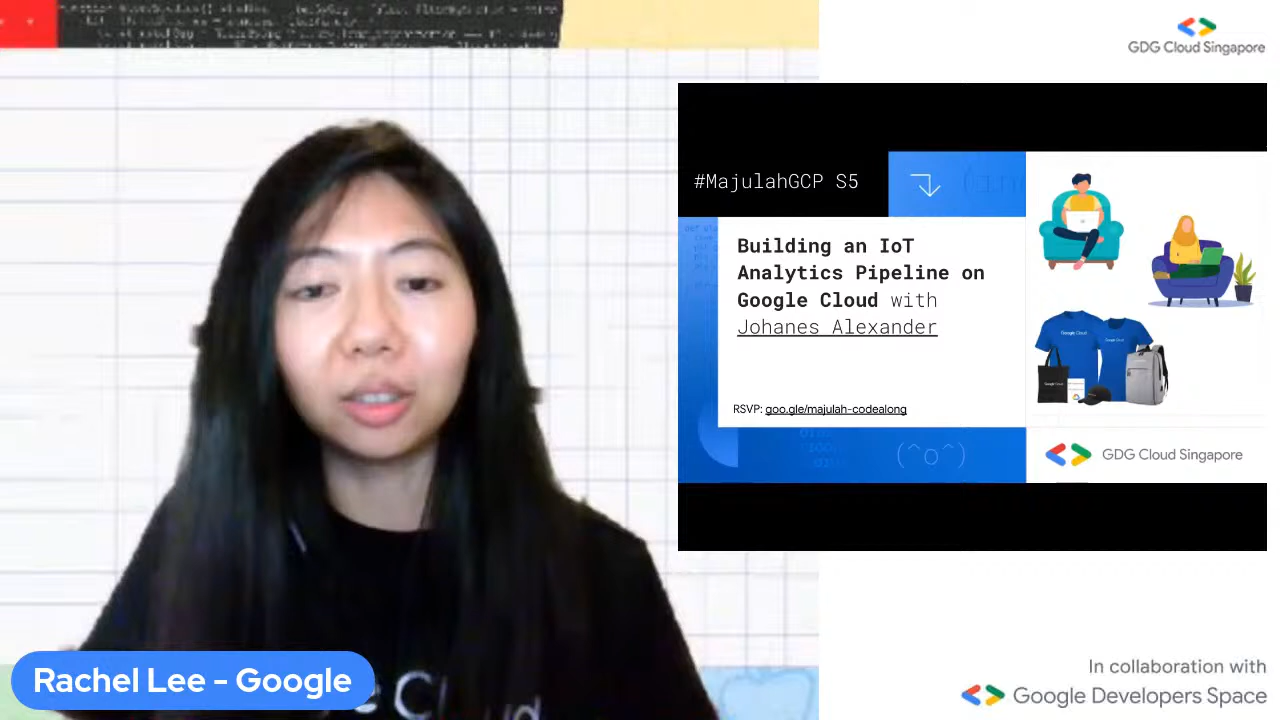 GDG Cloud Singapore
#MajulahGCP S5
Building an IoT
Analytics Pipeline on
Google Cloud with
Johanes Alexander
RSVP: goo.gle/majulah-codealong
(^o^)
GDG Cloud Singapore
Rachel Lee - Google
In collaboration with
Google Developers Space